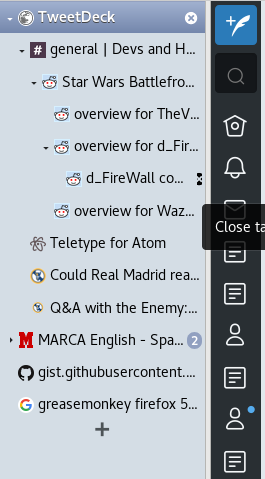 TweetDeck
# general | Devs and H...
Star Wars Battlefro...
overview for TheV...
overview for d_Fir...
d_FireWall co...
overview for Waz...
Close ta
Teletype for Atom
Could Real Madrid rea...
Q&A with the Enemy:...
MARCA English - Spa... 2
gist.githubusercontent....
greasemonkey firefox 5...